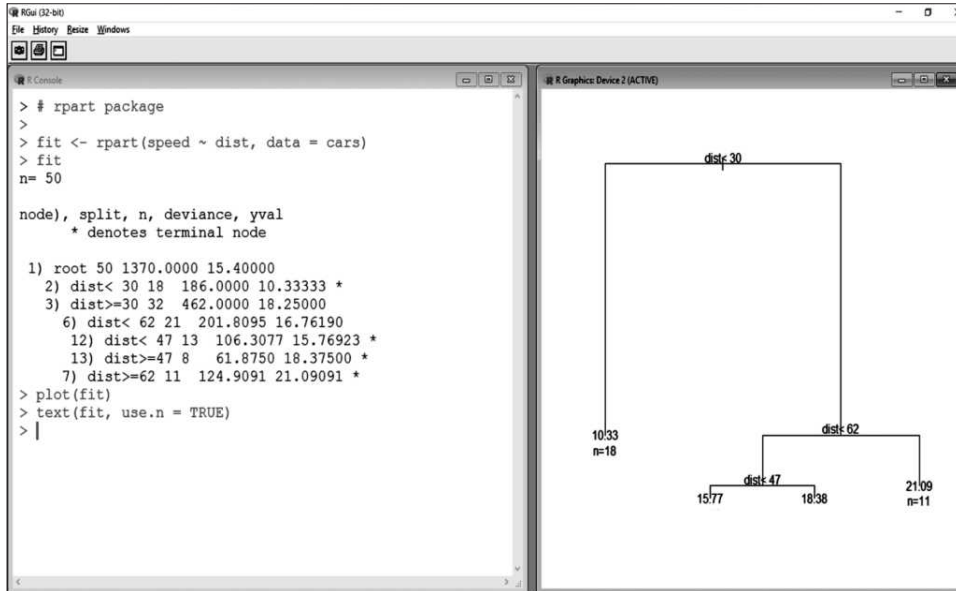 RGui (32-bit)
File History Resize Windows
R Console
> # rpart package
>
> fit <- rpart(speed ~ dist, data = cars)
> fit
n= 50
node), split, n, deviance, yval
* denotes terminal node
1) root 50 1370.0000 15.40000
2) dist< 30 18 186.0000 10.33333 *
3) dist>=30 32 462.0000 18.25000
6) dist< 62 21 201.8095 16.76190
12) dist< 47 13 106.3077 15.76923 *
13) dist>=47 8 61.8750 18.37500 *
7) dist>=62 11 124.9091 21.09091 *
> plot(fit)
> text(fit, use.n = TRUE)
>
R Graphics: Device 2 (ACTIVE)
dist< 30
dist< 62
10.33
n=18
dist< 47
15.77
18.38
21.09
n=11